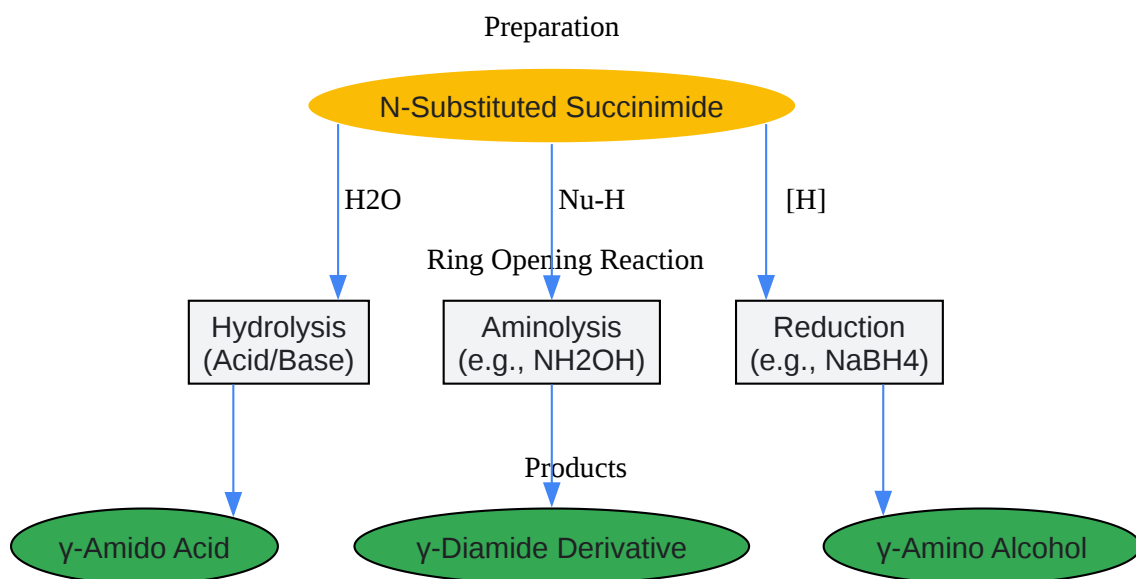 Preparation
N-Substituted Succinimide
H2O
Nu-H
[H]
Ring Opening Reaction
Hydrolysis
(Acid/Base)
Aminolysis
(e.g., NH2OH)
Reduction
(e.g., NaBH4)
Products
γ-Amido Acid
γ-Diamide Derivative
γ-Amino Alcohol